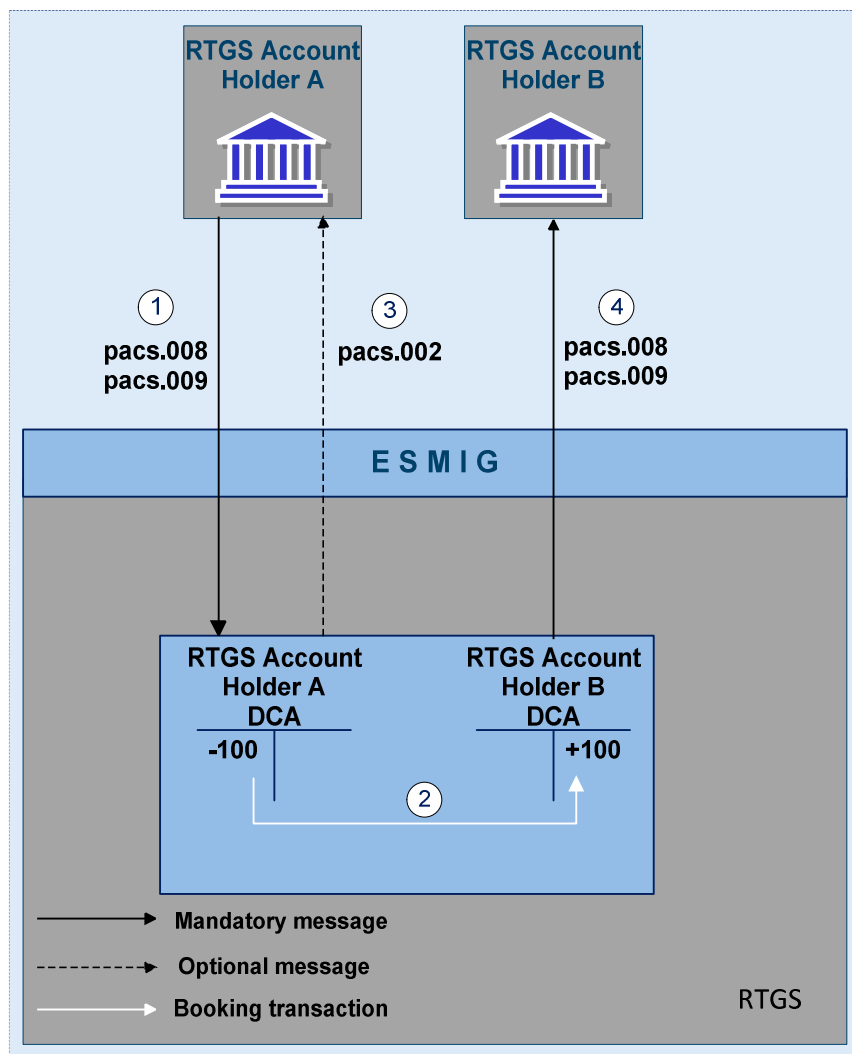 RTGS Account
Holder A
RTGS Account
Holder B
1
pacs.008
pacs.009
3
pacs.002
4
pacs.008
pacs.009
E S M I G
RTGS Account
Holder A
DCA
-100
RTGS Account
Holder B
DCA
+100
2
Mandatory message
Optional message
Booking transaction
RTGS